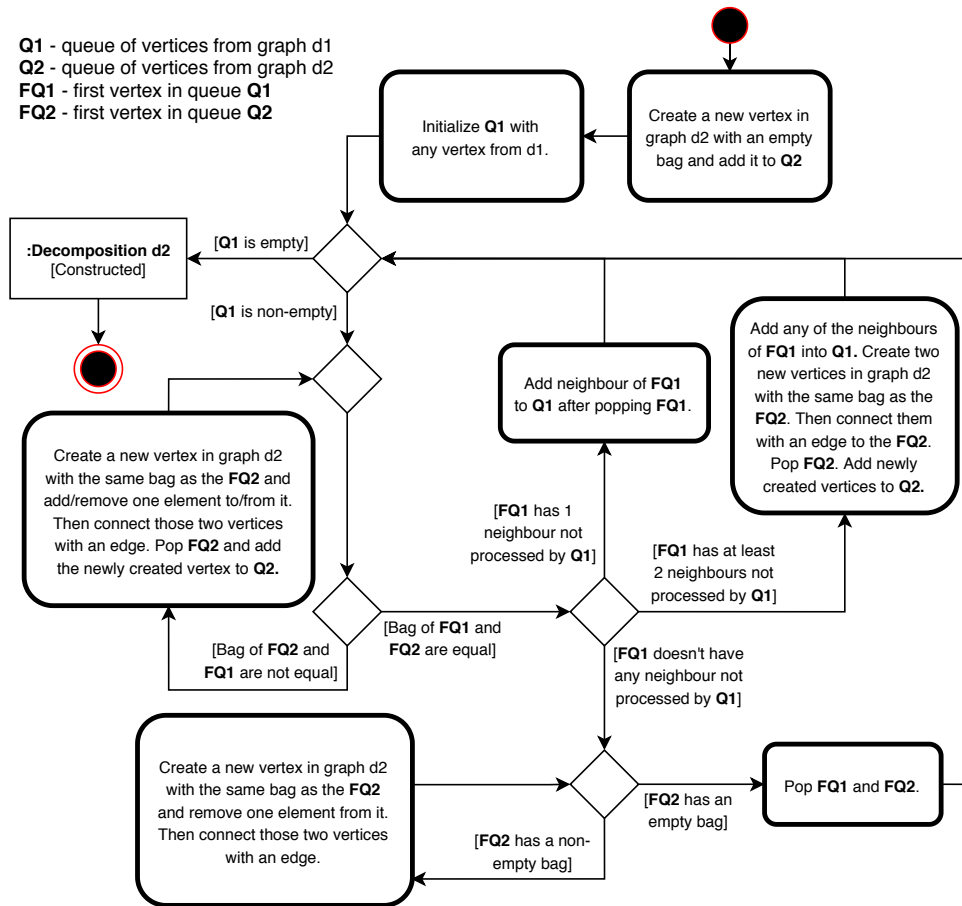 Q1 - queue of vertices from graph d1
Q2 - queue of vertices from graph d2
FQ1 - first vertex in queue Q1
FQ2 - first vertex in queue Q2
Initialize Q1 with
any vertex from d1.
Create a new vertex in
graph d2 with an empty
bag and add it to Q2
:Decomposition d2
[Constructed]
[Q1 is empty]
[Q1 is non-empty]
Add neighbour of FQ1
to Q1 after popping FQ1.
Add any of the neighbours
of FQ1 into Q1. Create two
new vertices in graph d2
with the same bag as the
FQ2. Then connect them
with an edge to the FQ2.
Pop FQ2. Add newly
created vertices to Q2.
Create a new vertex in graph d2
with the same bag as the FQ2 and
add/remove one element to/from it.
Then connect those two vertices
with an edge. Pop FQ2 and add
the newly created vertex to Q2.
[FQ1 has 1
neighbour not
processed by Q1]
[FQ1 has at least
2 neighbours not
processed by Q1]
[Bag of FQ2 and
FQ1 are not equal]
[Bag of FQ1 and
FQ2 are equal]
[FQ1 doesn't have
any neighbour not
processed by Q1]
Create a new vertex in graph d2
with the same bag as the FQ2
and remove one element from it.
Then connect those two vertices
with an edge.
[FQ2 has a non-
empty bag]
[FQ2 has an
empty bag]
Pop FQ1 and FQ2.